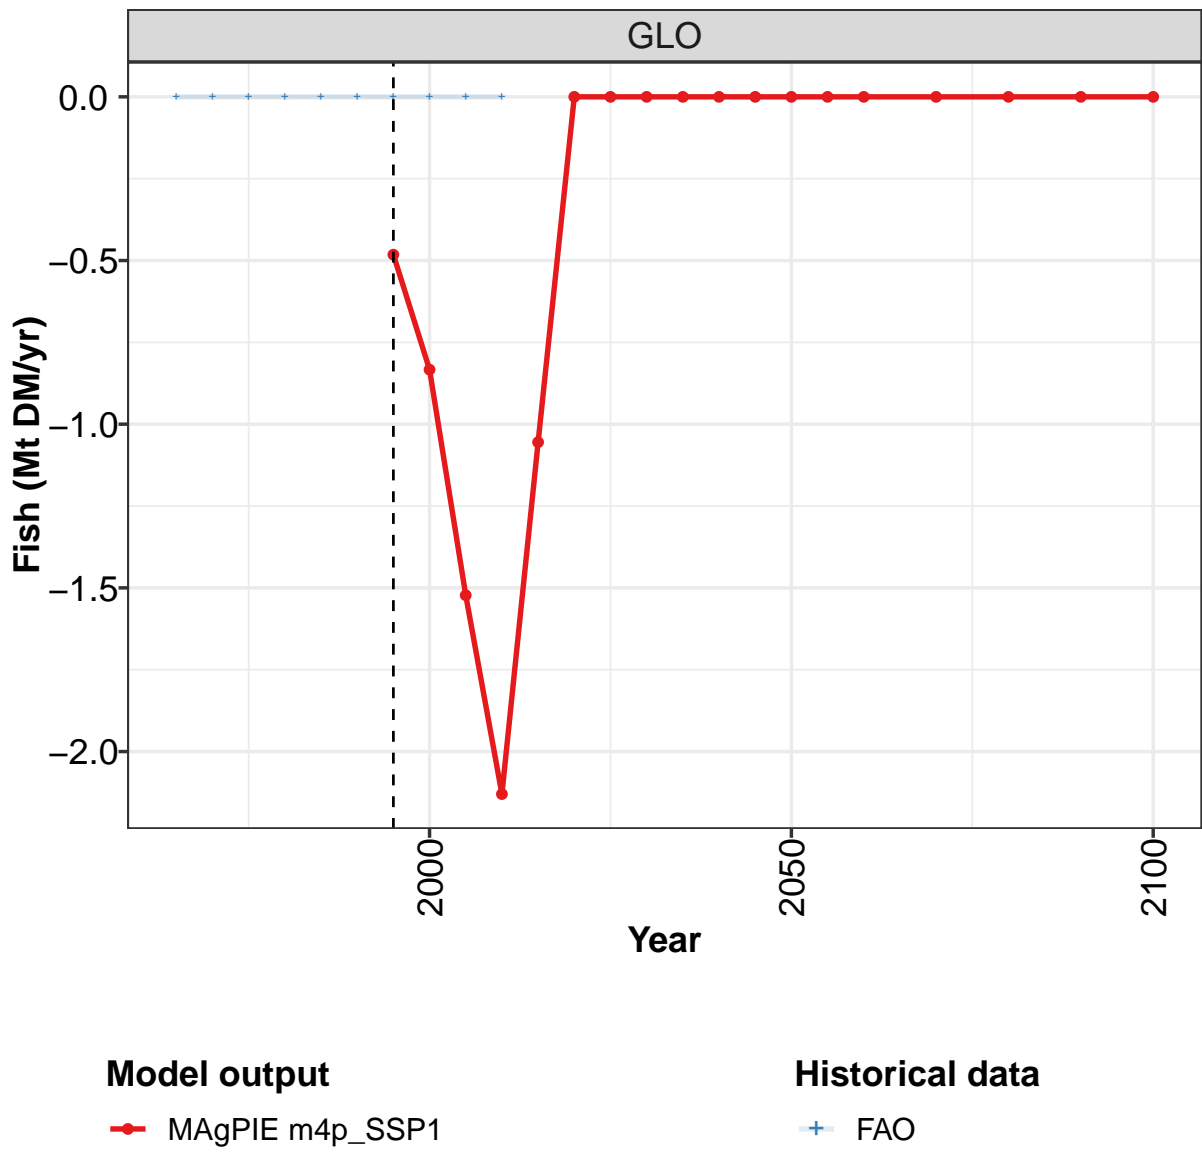 GLO
0.0
−0.5
−1.0
−1.5
−2.0
Fish (Mt DM/yr)
2000
2050
2100
Year
Model output
MAgPIE m4p_SSP1
Historical data
FAO